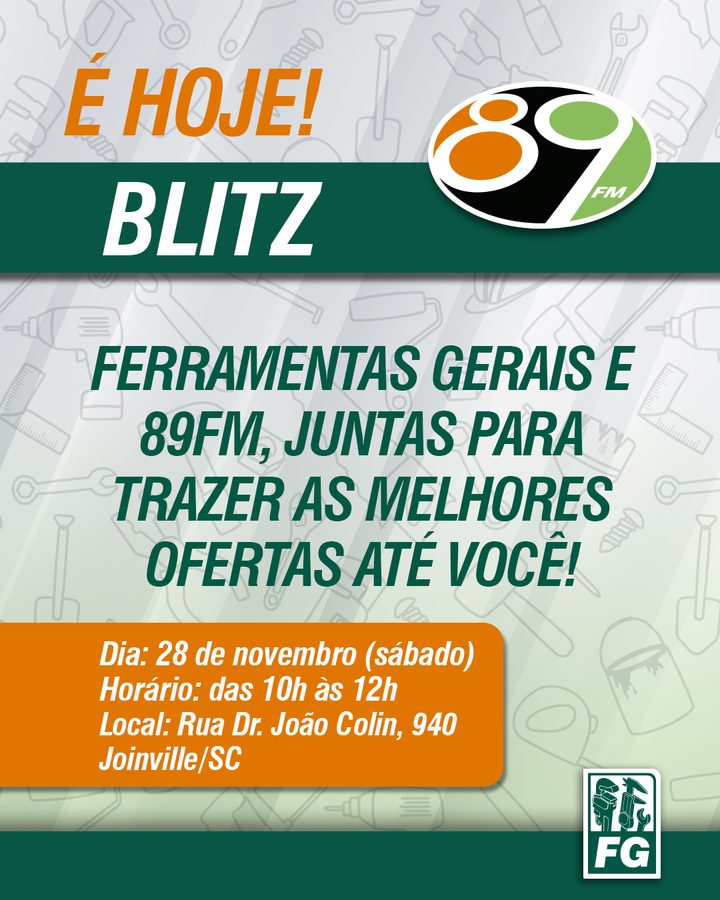 É HOJE!
89
FM
BLITZ
FERRAMENTAS GERAIS E
89FM, JUNTAS PARA
TRAZER AS MELHORES
OFERTAS ATÉ VOCÊ!
Dia: 28 de novembro (sábado)
Horário: das 10h às 12h
Local: Rua Dr. João Colin, 940
Joinville/SC
FG